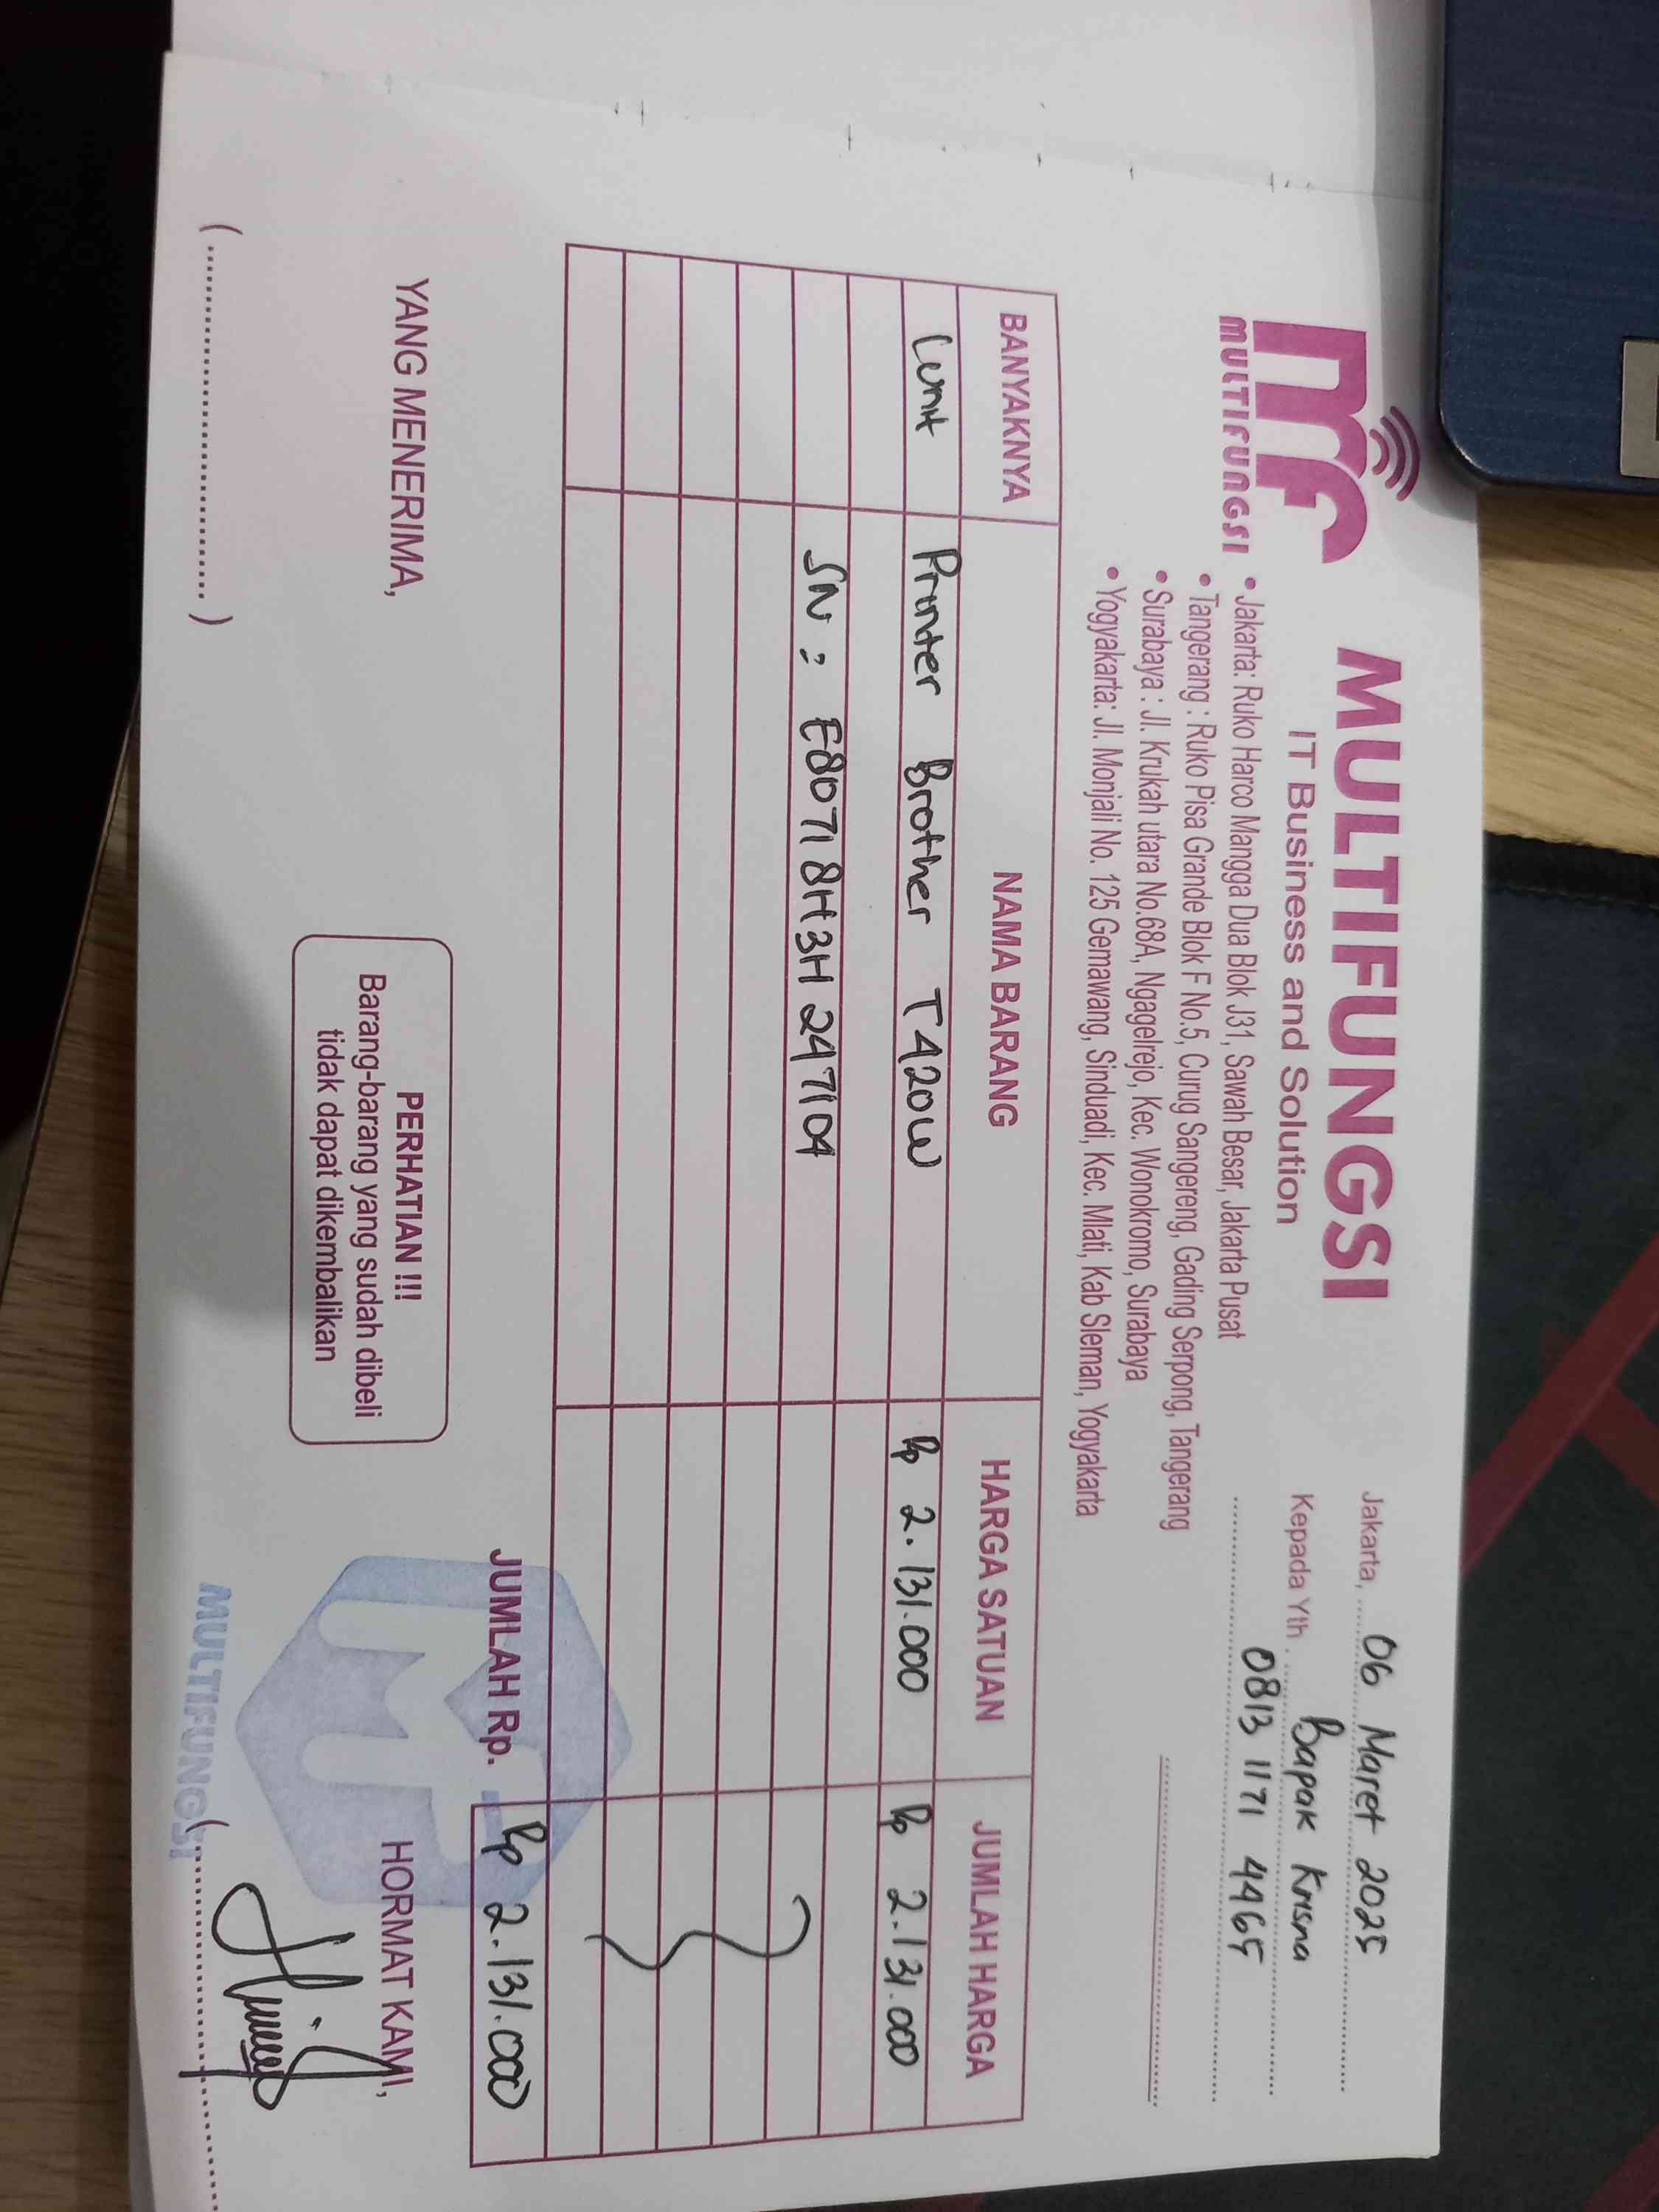 MULTIFUNGSI
MULTIFUNGSI
IT Business and Solution
• Jakarta: Ruko Harco Mangga Dua Blok J31, Sawah Besar, Jakarta Pusat
• Tangerang : Ruko Pisa Grande Blok F No.5, Curug Sangereng, Gading Serpong, Tangerang
• Surabaya : Jl. Krukah utara No.68A, Ngagelrejo, Kec. Wonokromo, Surabaya
• Yogyakarta: Jl. Monjali No. 125 Gemawang, Sinduadi, Kec. Mlati, Kab Sleman, Yogyakarta
Jakarta, 06 Maret 2025
Kepada Yth. Bapak Krisna
0813 1171 4465
BANYAKNYA NAMA BARANG HARGA SATUAN JUMLAH HARGA
1 unit Printer Brother T420W Rp 2.131.000 Rp 2.131.000
SN : E80718H3H247104
JUMLAH Rp. Rp 2.131.000
YANG MENERIMA,
PERHATIAN !!!
Barang-barang yang sudah dibeli
tidak dapat dikembalikan
HORMAT KAMI,
MULTIFUNGSI